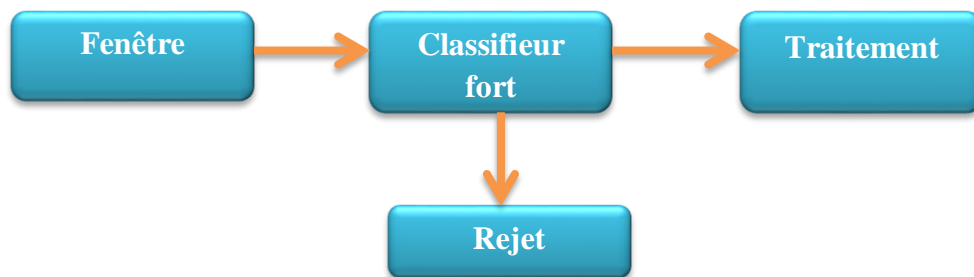 Fenêtre
Classifieur
fort
Traitement
Rejet